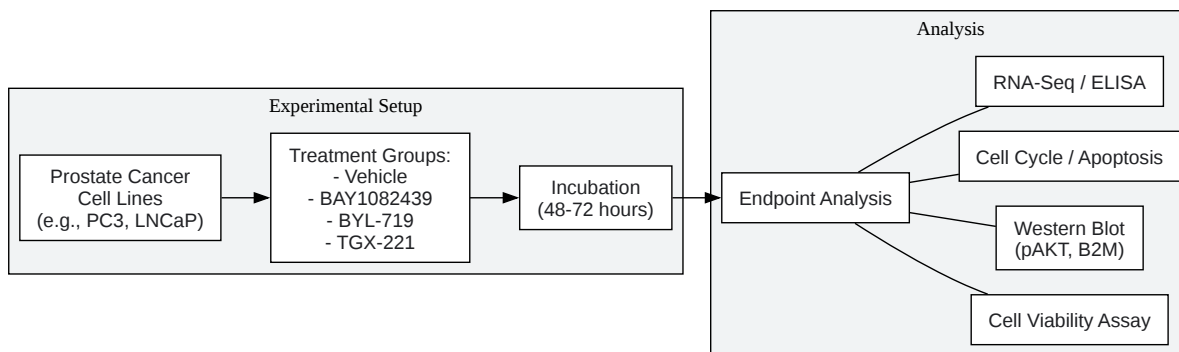 Experimental Setup
Prostate Cancer
Cell Lines
(e.g., PC3, LNCaP)
Treatment Groups:
- Vehicle
- BAY1082439
- BYL-719
- TGX-221
Incubation
(48-72 hours)
Analysis
Endpoint Analysis
RNA-Seq / ELISA
Cell Cycle / Apoptosis
Western Blot
(pAKT, B2M)
Cell Viability Assay